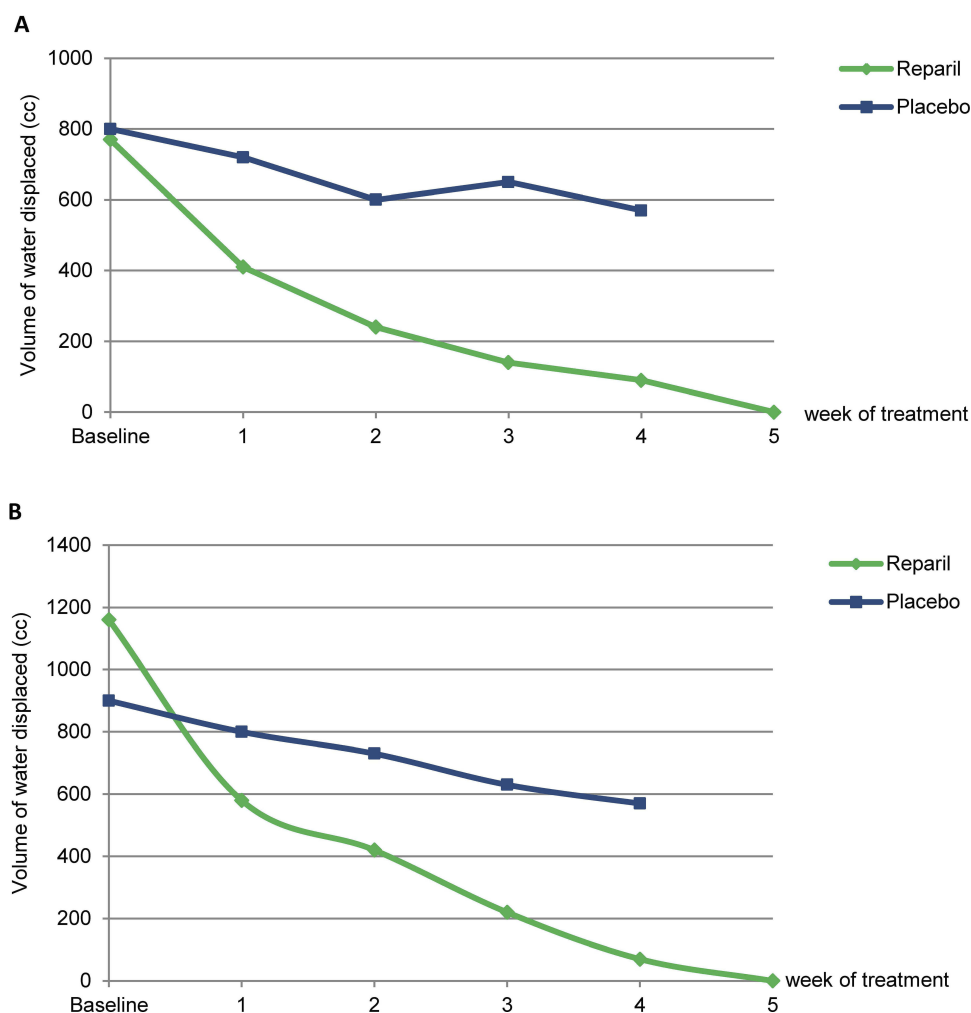 A
1000
800
600
400
200
0
Volume of water displaced (cc)
Baseline 1 2 3 4 5
week of treatment
Reparil
Placebo
B
1400
1200
1000
800
600
400
200
0
Volume of water displaced (cc)
Baseline 1 2 3 4 5
week of treatment
Reparil
Placebo